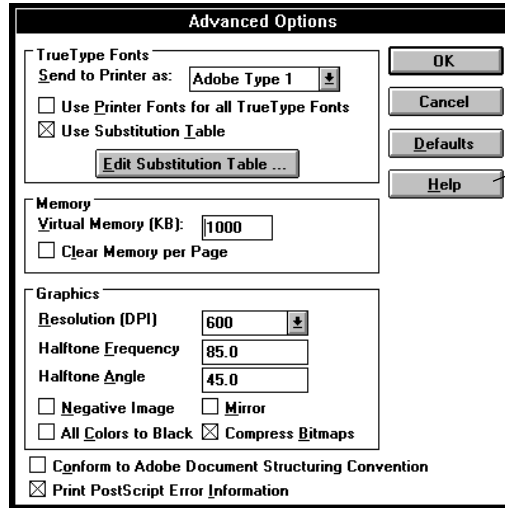 Advanced Options
TrueType Fonts
Send to Printer as: Adobe Type 1
Use Printer Fonts for all TrueType Fonts
Use Substitution Table
Edit Substitution Table ...
OK
Cancel
Defaults
Help
Memory
Virtual Memory (KB): 1000
Clear Memory per Page
Graphics
Resolution (DPI) 600
Halftone Frequency 85.0
Halftone Angle 45.0
Negative Image Mirror
All Colors to Black Compress Bitmaps
Conform to Adobe Document Structuring Convention
Print PostScript Error Information